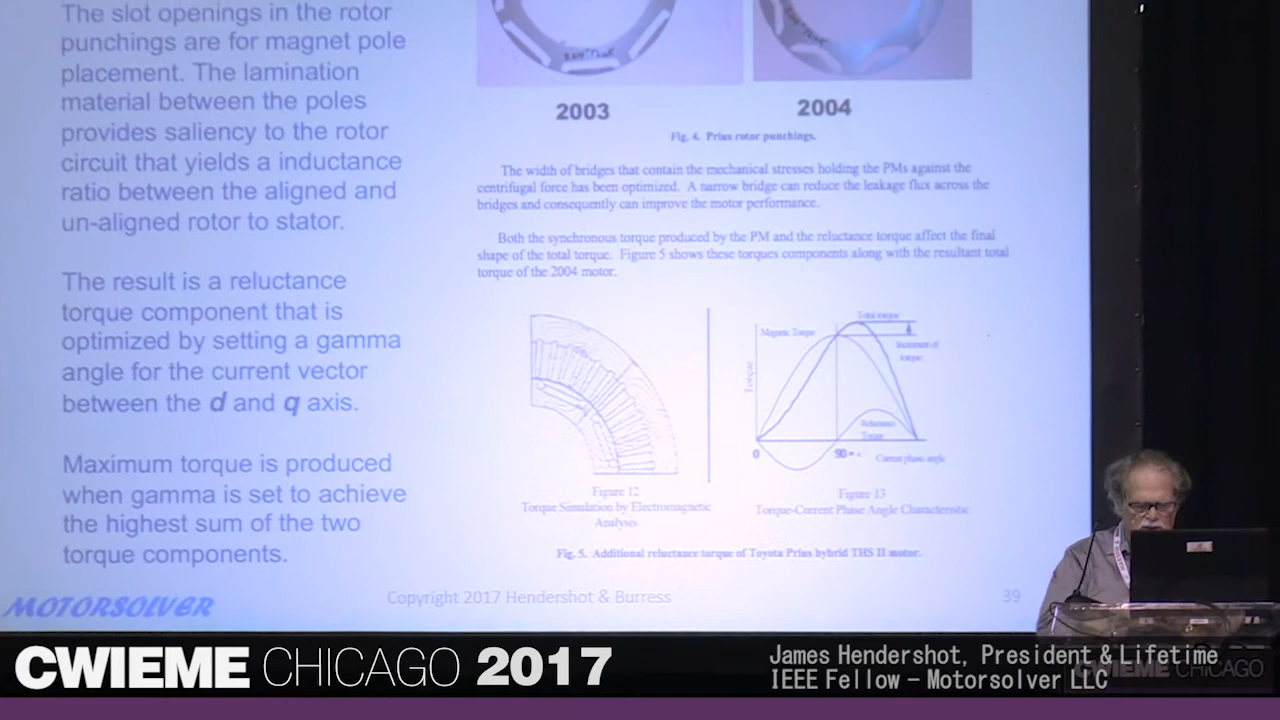 The slot openings in the rotor
punchings are for magnet pole
placement. The lamination
material between the poles
provides saliency to the rotor
circuit that yields a inductance
ratio between the aligned and
un-aligned rotor to stator.
The result is a reluctance
torque component that is
optimized by setting a gamma
angle for the current vector
between the d and q axis.
Maximum torque is produced
when gamma is set to achieve
the highest sum of the two
torque components.
2003
2004
Fig. 4. Prius rotor punchings.
The width of bridges that contain the mechanical stresses holding the PMs against the
centrifugal force has been optimized. A narrow bridge can reduce the leakage flux across the
bridges and consequently can improve the motor performance.
Both the synchronous torque produced by the PM and the reluctance torque affect the final
shape of the total torque. Figure 5 shows these torques components along with the resultant total
torque of the 2004 motor.
Total torque
Magnetic Torque
Increment of
torque
Torque
Reluctance
Torque
0
90°
Current phase angle
Figure 12
Torque Simulation by Electromagnetic
Analysis
Figure 13
Torque-Current Phase Angle Characteristic
Fig. 5. Additional reluctance torque of Toyota Prius hybrid THS II motor.
MOTORSOLVER
Copyright 2017 Hendershot & Burress
39
CWIEME CHICAGO 2017
James Hendershot, President & Lifetime
IEEE Fellow – Motorsolver LLC
CWIEME CHICAGO